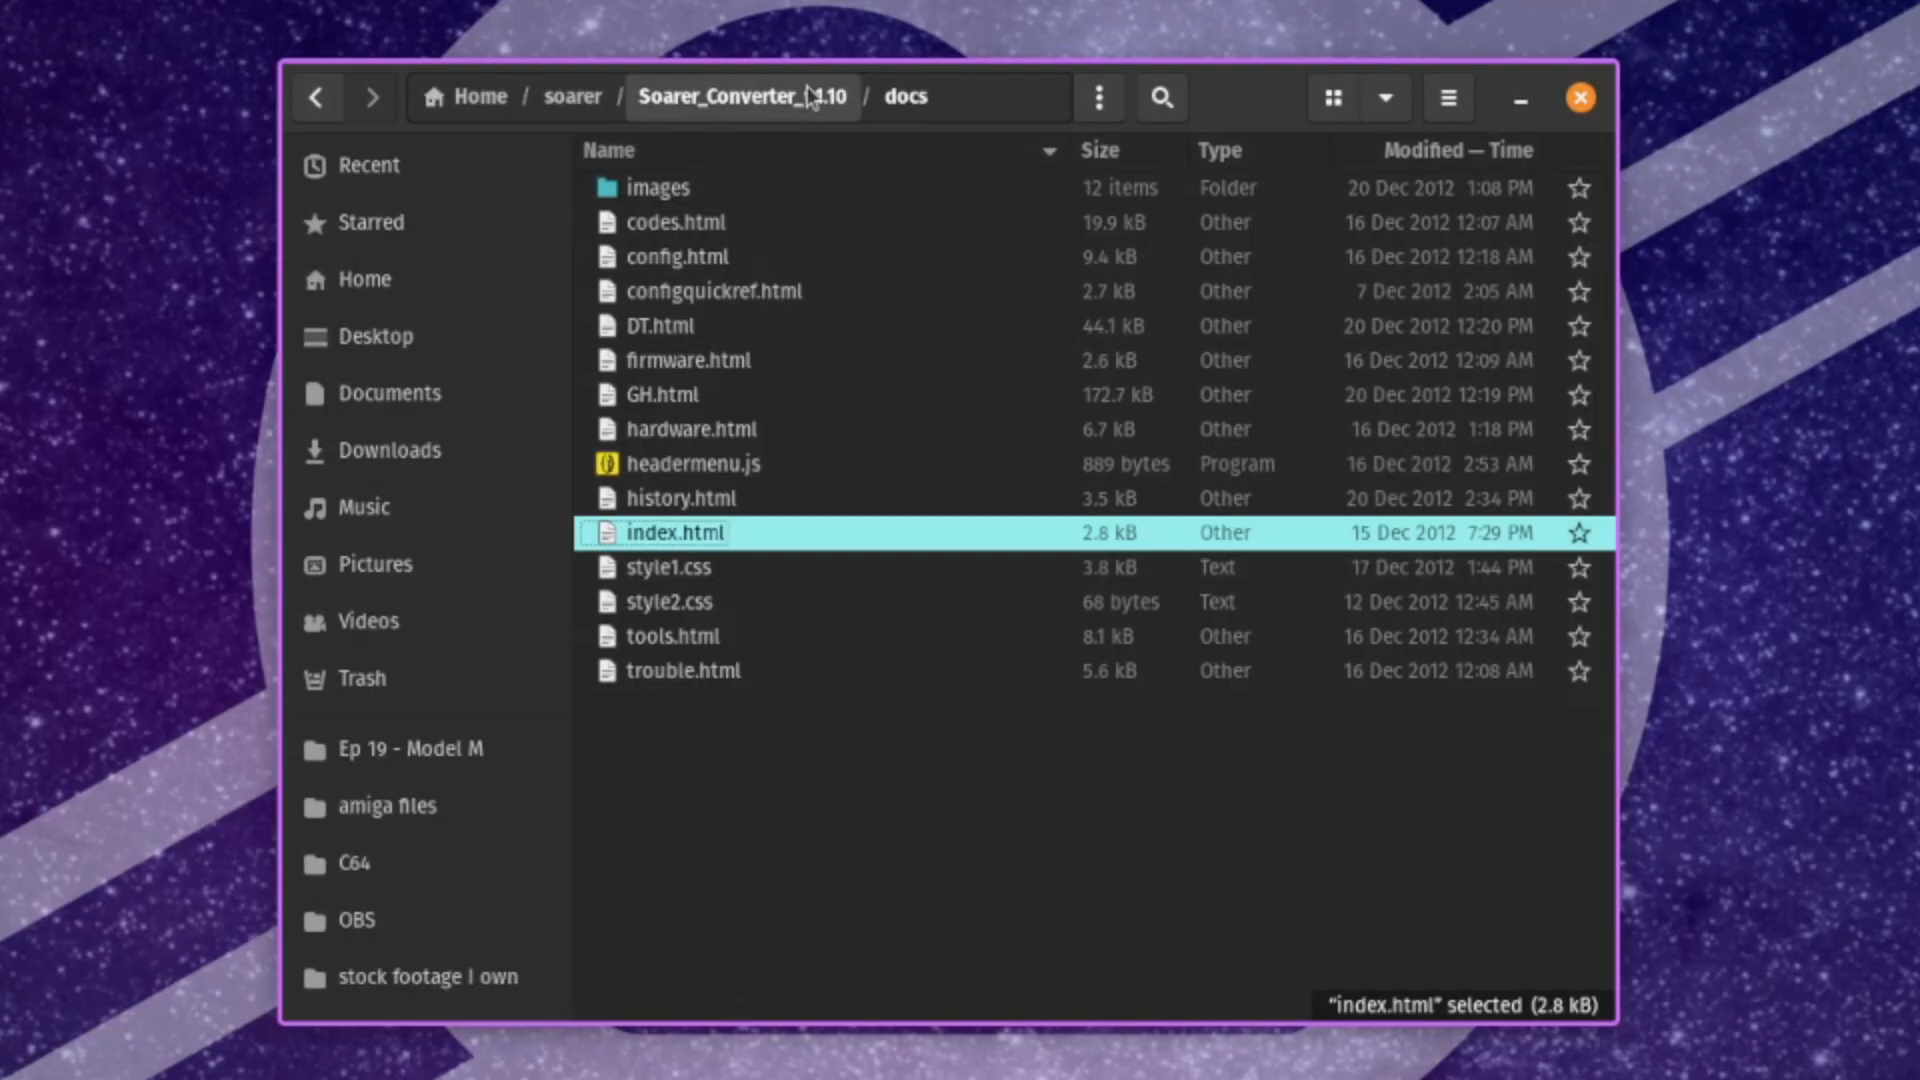 Home / soarer / Soarer_Converter_ 1.10 / docs
Recent
Starred
Home
Desktop
Documents
Downloads
Music
Pictures
Videos
Trash
Ep 19 - Model M
amiga files
C64
OBS
stock footage I own
Name Size Type Modified — Time
images 12 items Folder 20 Dec 2012 1:08 PM
codes.html 19.9 kB Other 16 Dec 2012 12:07 AM
config.html 9.4 kB Other 16 Dec 2012 12:18 AM
configquickref.html 2.7 kB Other 7 Dec 2012 2:05 AM
DT.html 44.1 kB Other 20 Dec 2012 12:20 PM
firmware.html 2.6 kB Other 16 Dec 2012 12:09 AM
GH.html 172.7 kB Other 20 Dec 2012 12:19 PM
hardware.html 6.7 kB Other 16 Dec 2012 1:18 PM
headermenu.js 889 bytes Program 16 Dec 2012 2:53 AM
history.html 3.5 kB Other 20 Dec 2012 2:34 PM
index.html 2.8 kB Other 15 Dec 2012 7:29 PM
style1.css 3.8 kB Text 17 Dec 2012 1:44 PM
style2.css 68 bytes Text 12 Dec 2012 12:45 AM
tools.html 8.1 kB Other 16 Dec 2012 12:34 AM
trouble.html 5.6 kB Other 16 Dec 2012 12:08 AM
"index.html" selected (2.8 kB)